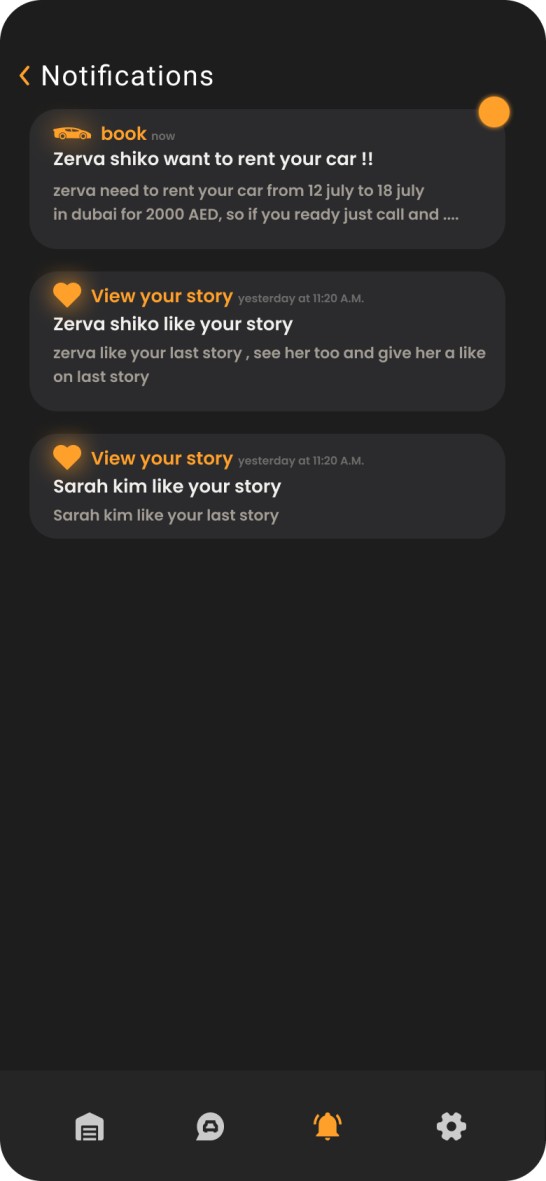 Notifications
book now
Zerva shiko want to rent your car !!
zerva need to rent your car from 12 july to 18 july
in dubai for 2000 AED, so if you ready just call and ....
View your story yesterday at 11:20 A.M.
Zerva shiko like your story
zerva like your last story , see her too and give her a like
on last story
View your story yesterday at 11:20 A.M.
Sarah kim like your story
Sarah kim like your last story